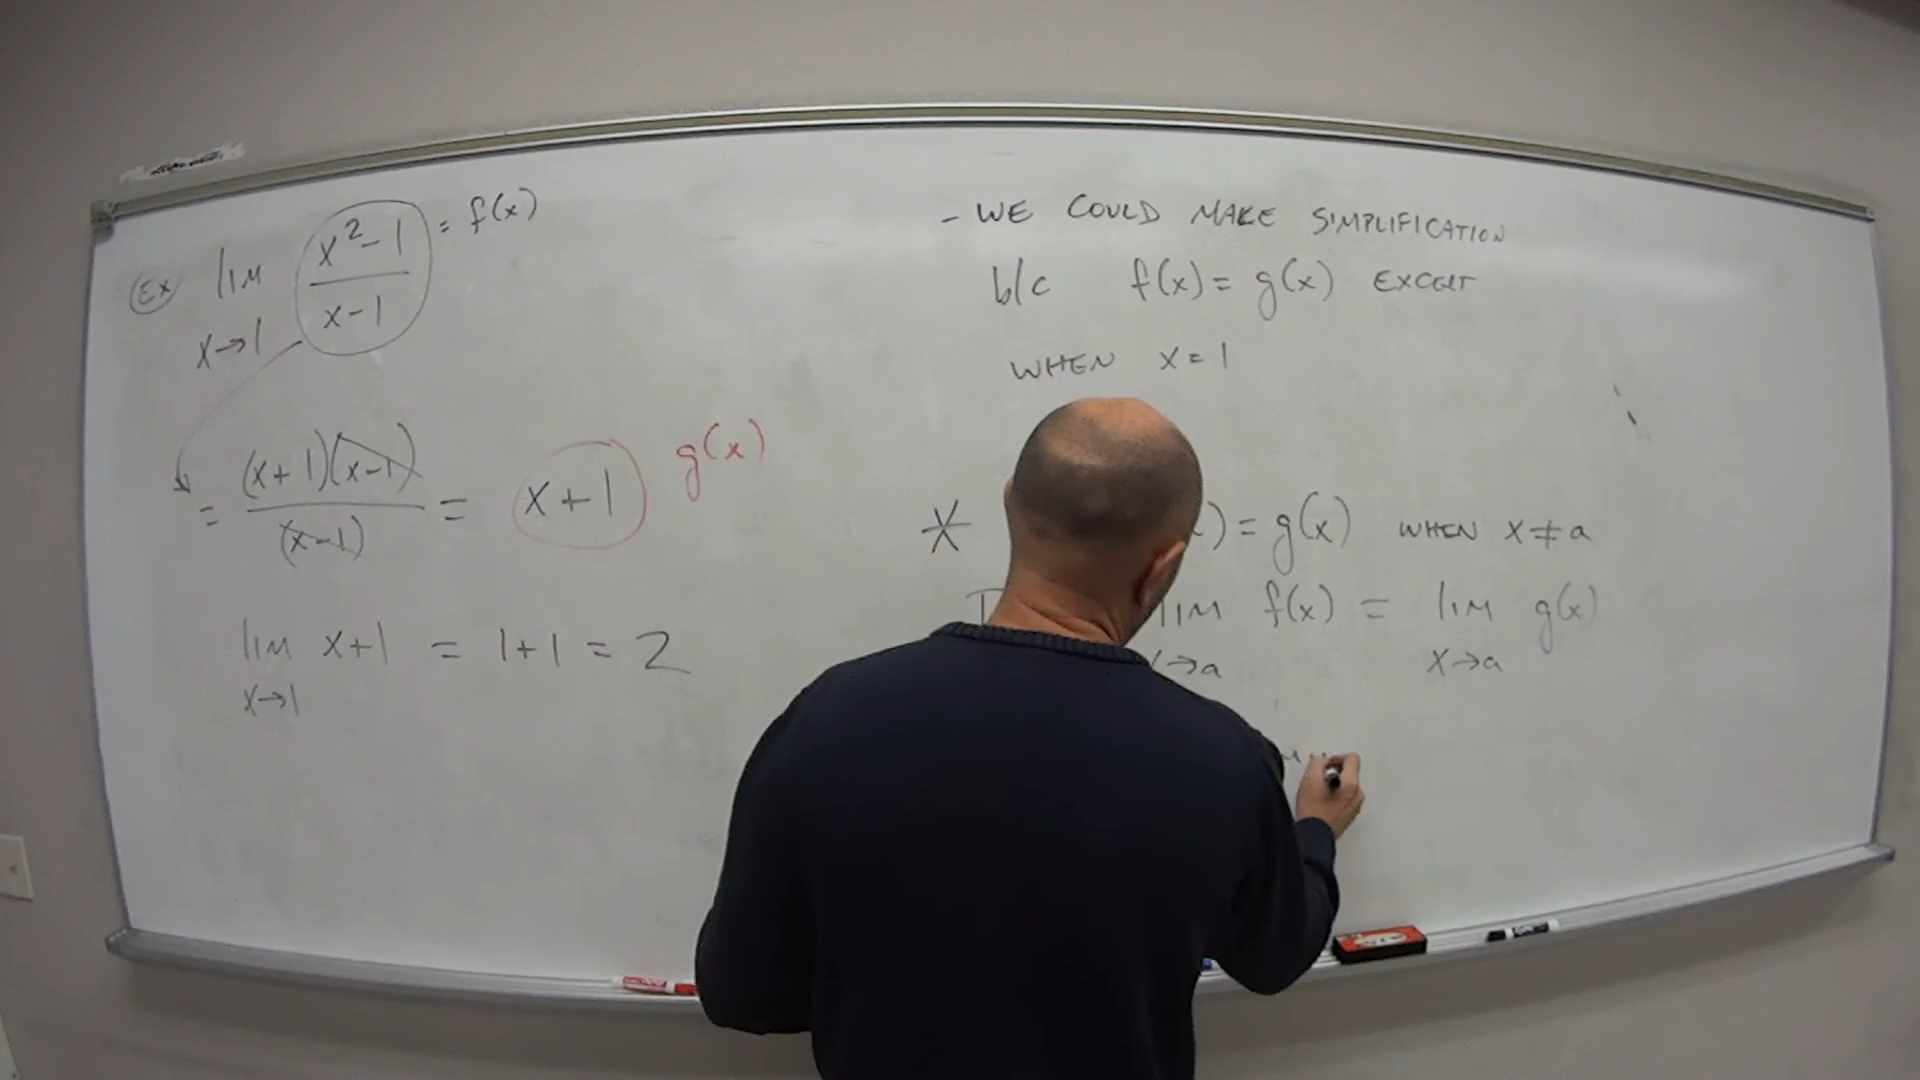 Ex lim x²-1 = f(x)
x→1 x-1
= (x+1)(x-1) = x+1 g(x)
(x-1)
lim x+1 = 1+1 = 2
x→1
- WE COULD MAKE SIMPLIFICATION
b/c f(x) = g(x) EXCEPT
WHEN x = 1
* ) = g(x) WHEN x ≠ a
lim f(x) = lim g(x)
x→a x→a